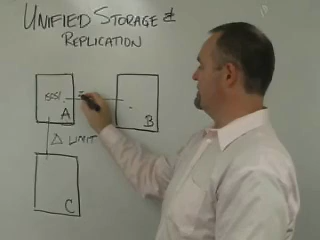 UNIFIED STORAGE &
REPLICATION
A
B
Δ LIMIT
C